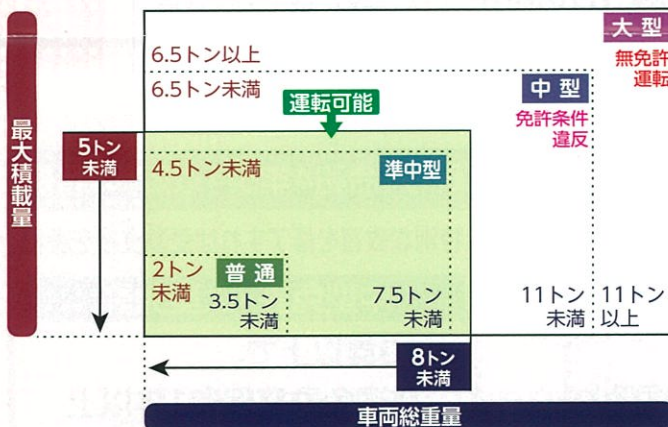 大型
無免許
運転
6.5トン以上
6.5トン未満
中型
免許条件
違反
運転可能
最大積載量
5トン
未満
4.5トン未満
準中型
2トン
未満
普通
3.5トン
未満
7.5トン
未満
11トン
未満
11トン
以上
8トン
未満
車両総重量